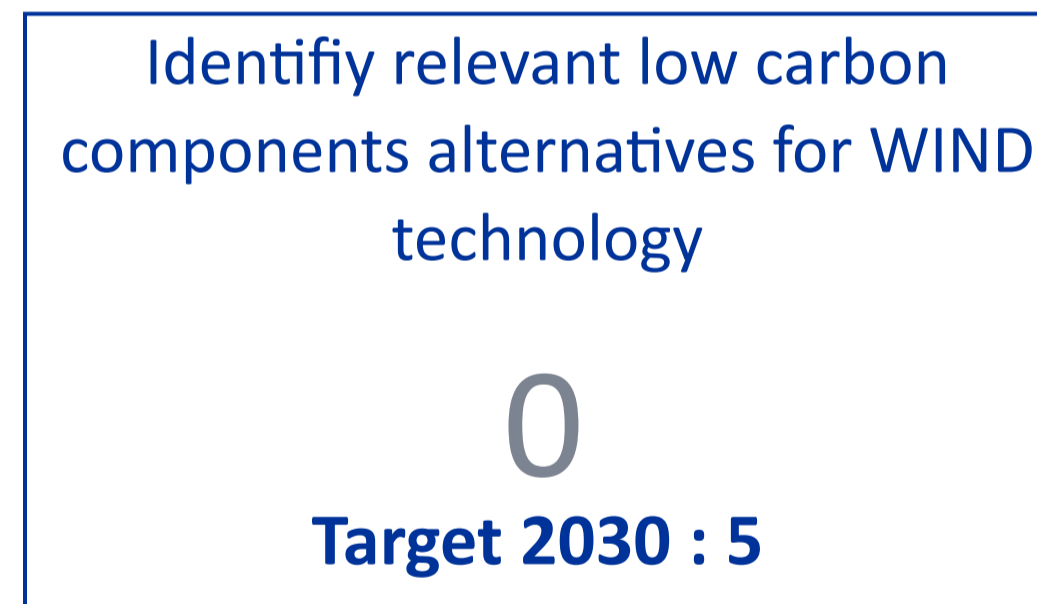 Identifiy relevant low carbon
components alternatives for WIND
technology
0
Target 2030 : 5